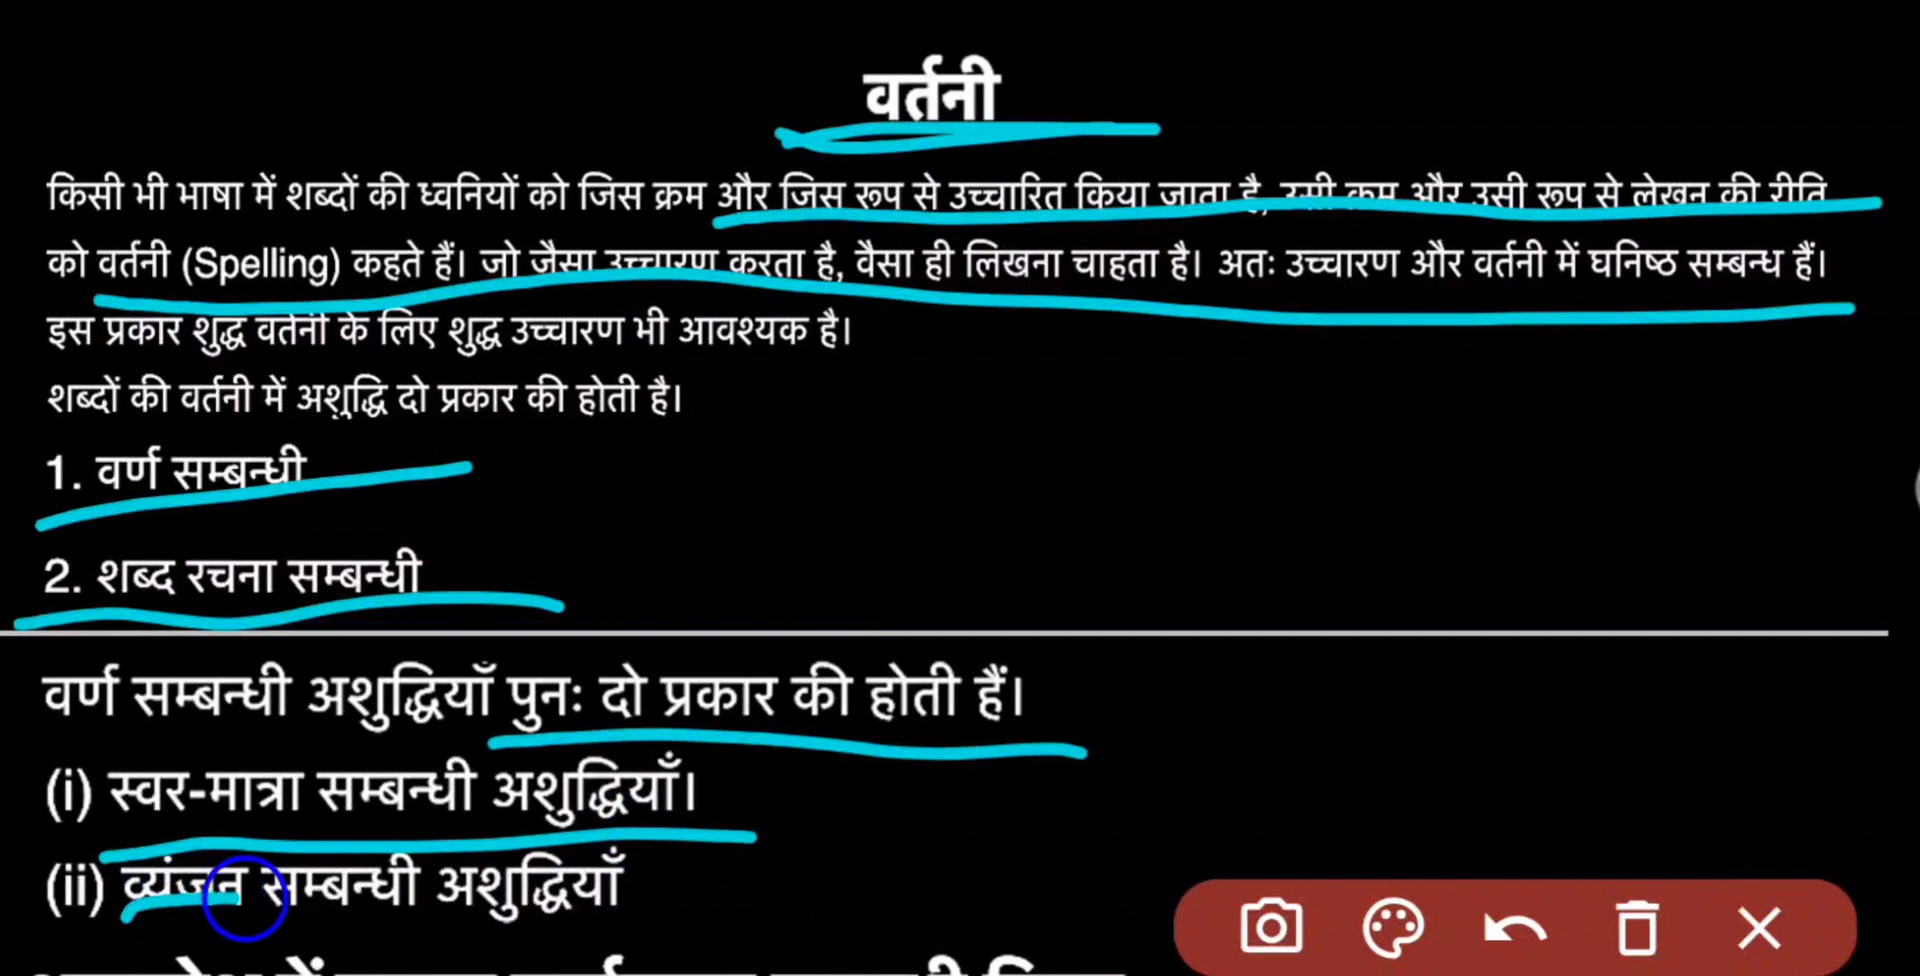 वर्तनी
किसी भी भाषा में शब्दों की ध्वनियों को जिस क्रम और जिस रूप से उच्चारित किया जाता है, उसी क्रम और उसी रूप से लेखन की रीति
को वर्तनी (Spelling) कहते हैं। जो जैसा उच्चारण करता है, वैसा ही लिखना चाहता है। अतः उच्चारण और वर्तनी में घनिष्ठ सम्बन्ध हैं।
इस प्रकार शुद्ध वर्तनी के लिए शुद्ध उच्चारण भी आवश्यक है।
शब्दों की वर्तनी में अशुद्धि दो प्रकार की होती है।
1. वर्ण सम्बन्धी
2. शब्द रचना सम्बन्धी
वर्ण सम्बन्धी अशुद्धियाँ पुनः दो प्रकार की होती हैं।
(i) स्वर-मात्रा सम्बन्धी अशुद्धियाँ।
(ii) व्यंजन सम्बन्धी अशुद्धियाँ